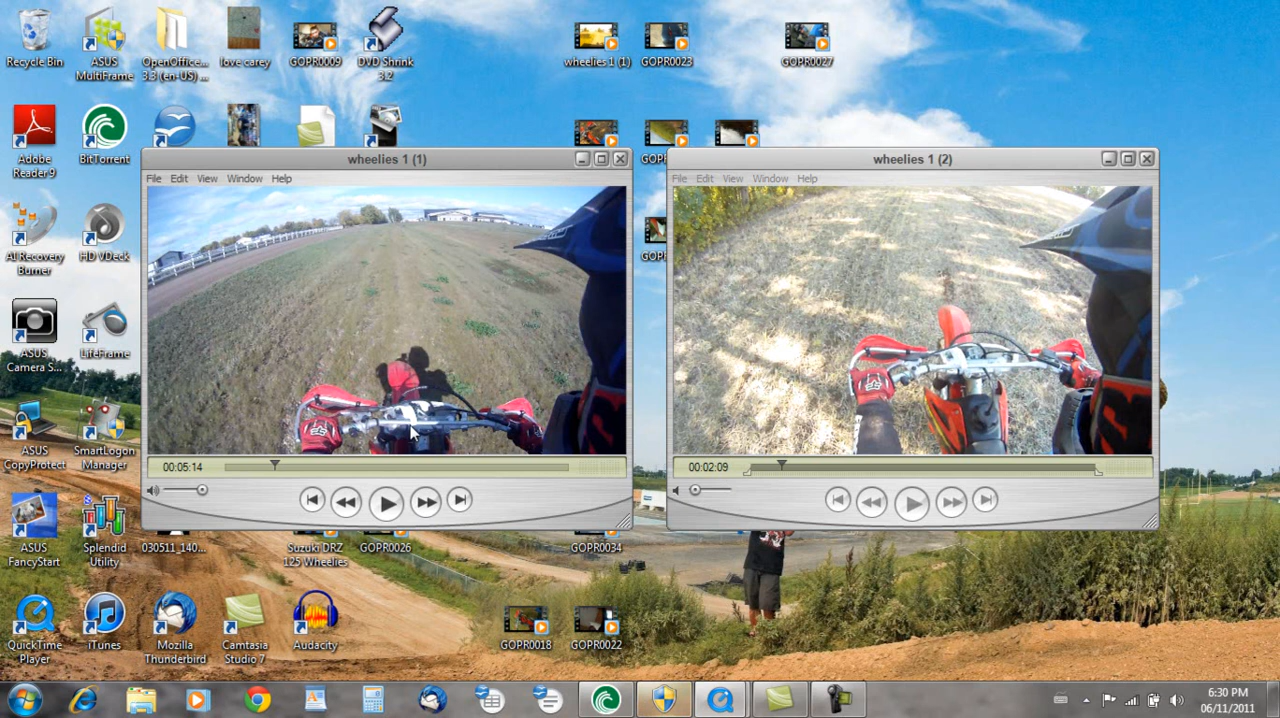 Recycle Bin
ASUS
MultiFrame
OpenOffice...
3.3 (en-US) ...
love carey
GOPR0009
DVD Shrink
3.2
wheelies 1 (1)
GOPR0023
GOPR0027
Adobe
Reader 9
BitTorrent
wheelies 1 (1)
File Edit View Window Help
00:05:14
wheelies 1 (2)
File Edit View Window Help
00:02:09
AI Recovery
Burner
HD VDeck
ASUS
Camera S...
LifeFrame
ASUS
CopyProtect
SmartLogon
Manager
ASUS
FancyStart
Splendid
Utility
030511_140...
Suzuki DRZ
125 Wheelies
GOPR0026
GOPR0034
QuickTime
Player
iTunes
Mozilla
Thunderbird
Camtasia
Studio 7
Audacity
GOPR0018
GOPR0022
6:30 PM
06/11/2011